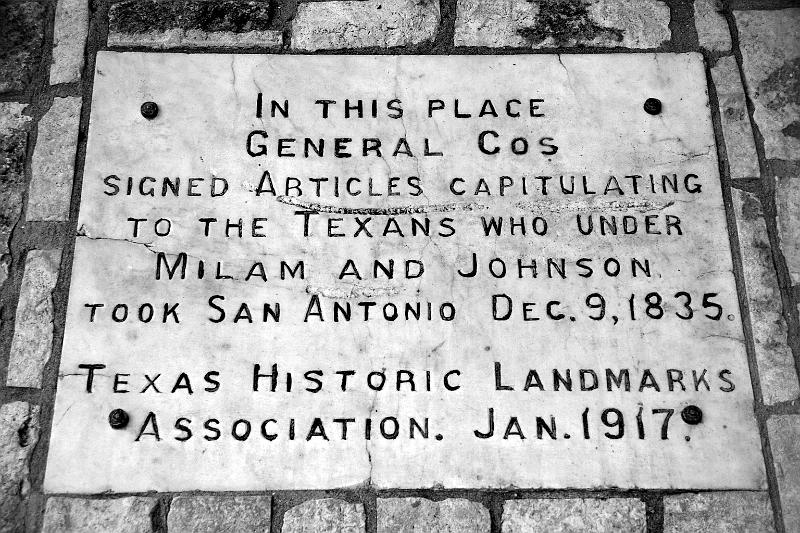 In this place
General Cos
signed Articles capitulating
to the Texans who under
Milam and Johnson
took San Antonio Dec. 9, 1835.
Texas Historic Landmarks
Association. Jan. 1917.